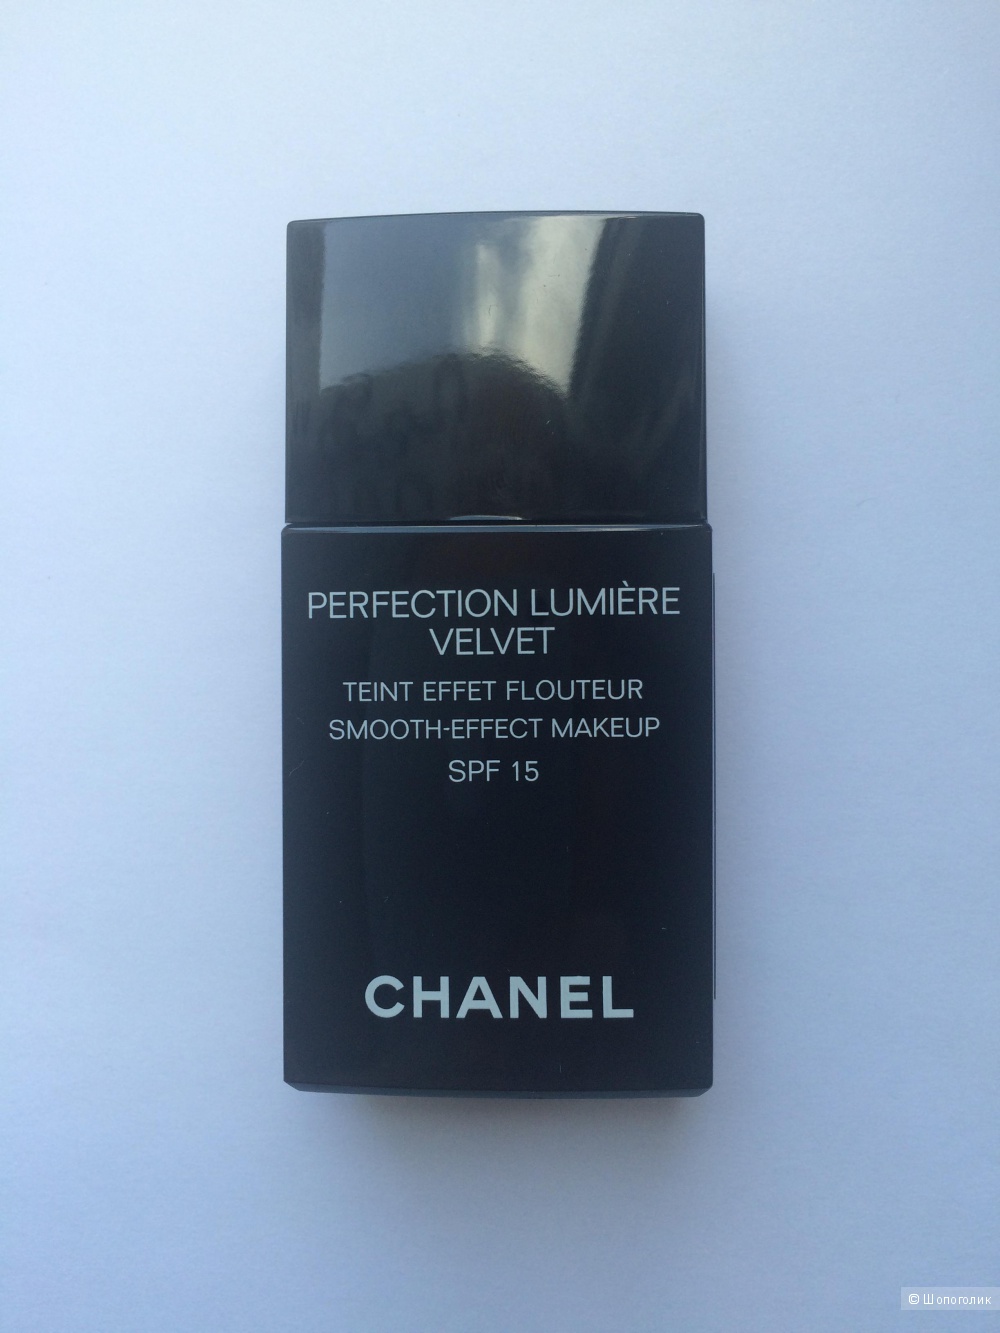 PERFECTION LUMIÈRE
VELVET
TEINT EFFET FLOUTEUR
SMOOTH-EFFECT MAKEUP
SPF 15
CHANEL
© Шопоголик